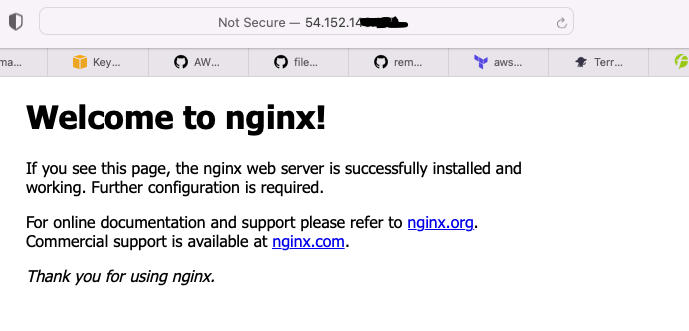 Not Secure — 54.152.14
ma...
Key...
AW...
file...
rem...
aws...
Terr...
Welcome to nginx!
If you see this page, the nginx web server is successfully installed and
working. Further configuration is required.
For online documentation and support please refer to nginx.org.
Commercial support is available at nginx.com.
Thank you for using nginx.